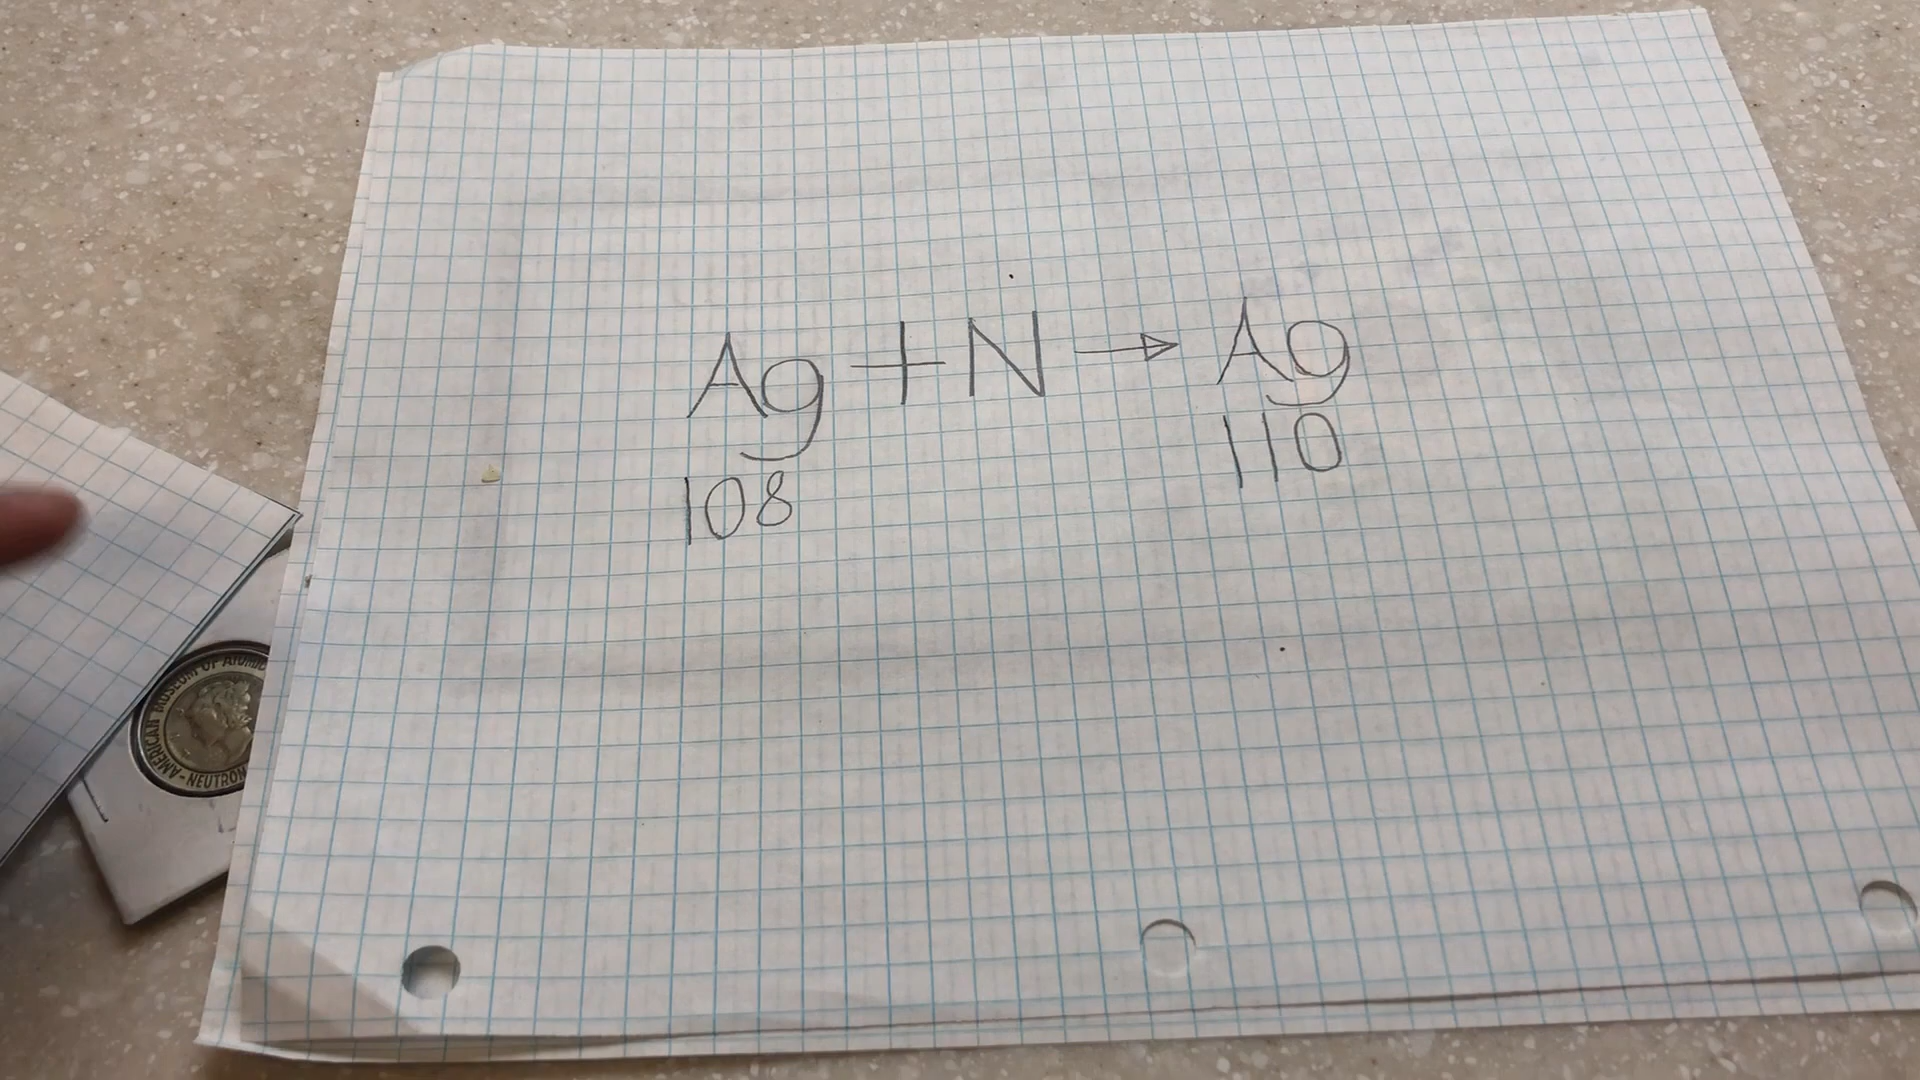 Ag + N → Ag
108 110
AMERICAN MUSEUM OF ATOMIC
- NEUTRON